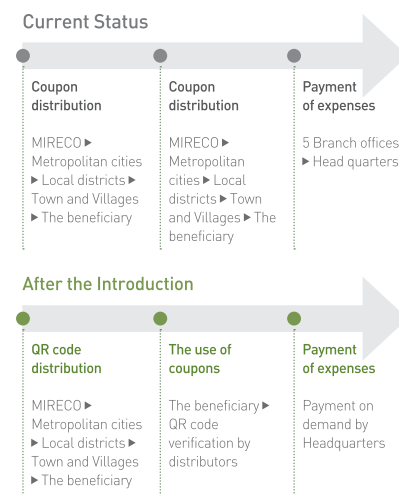 Current Status
Coupon
distribution
MIRECO ▶
Metropolitan cities
▶ Local districts ▶
Town and Villages
▶ The beneficiary
Coupon
distribution
MIRECO ▶
Metropolitan
cities ▶ Local
districts ▶ Town
and Villages ▶ The
beneficiary
Payment
of expenses
5 Branch offices
▶ Head quarters
After the Introduction
QR code
distribution
MIRECO ▶
Metropolitan cities
▶ Local districts ▶
Town and Villages
▶ The beneficiary
The use of
coupons
The beneficiary ▶
QR code
verification by
distributors
Payment
of expenses
Payment on
demand by
Headquarters